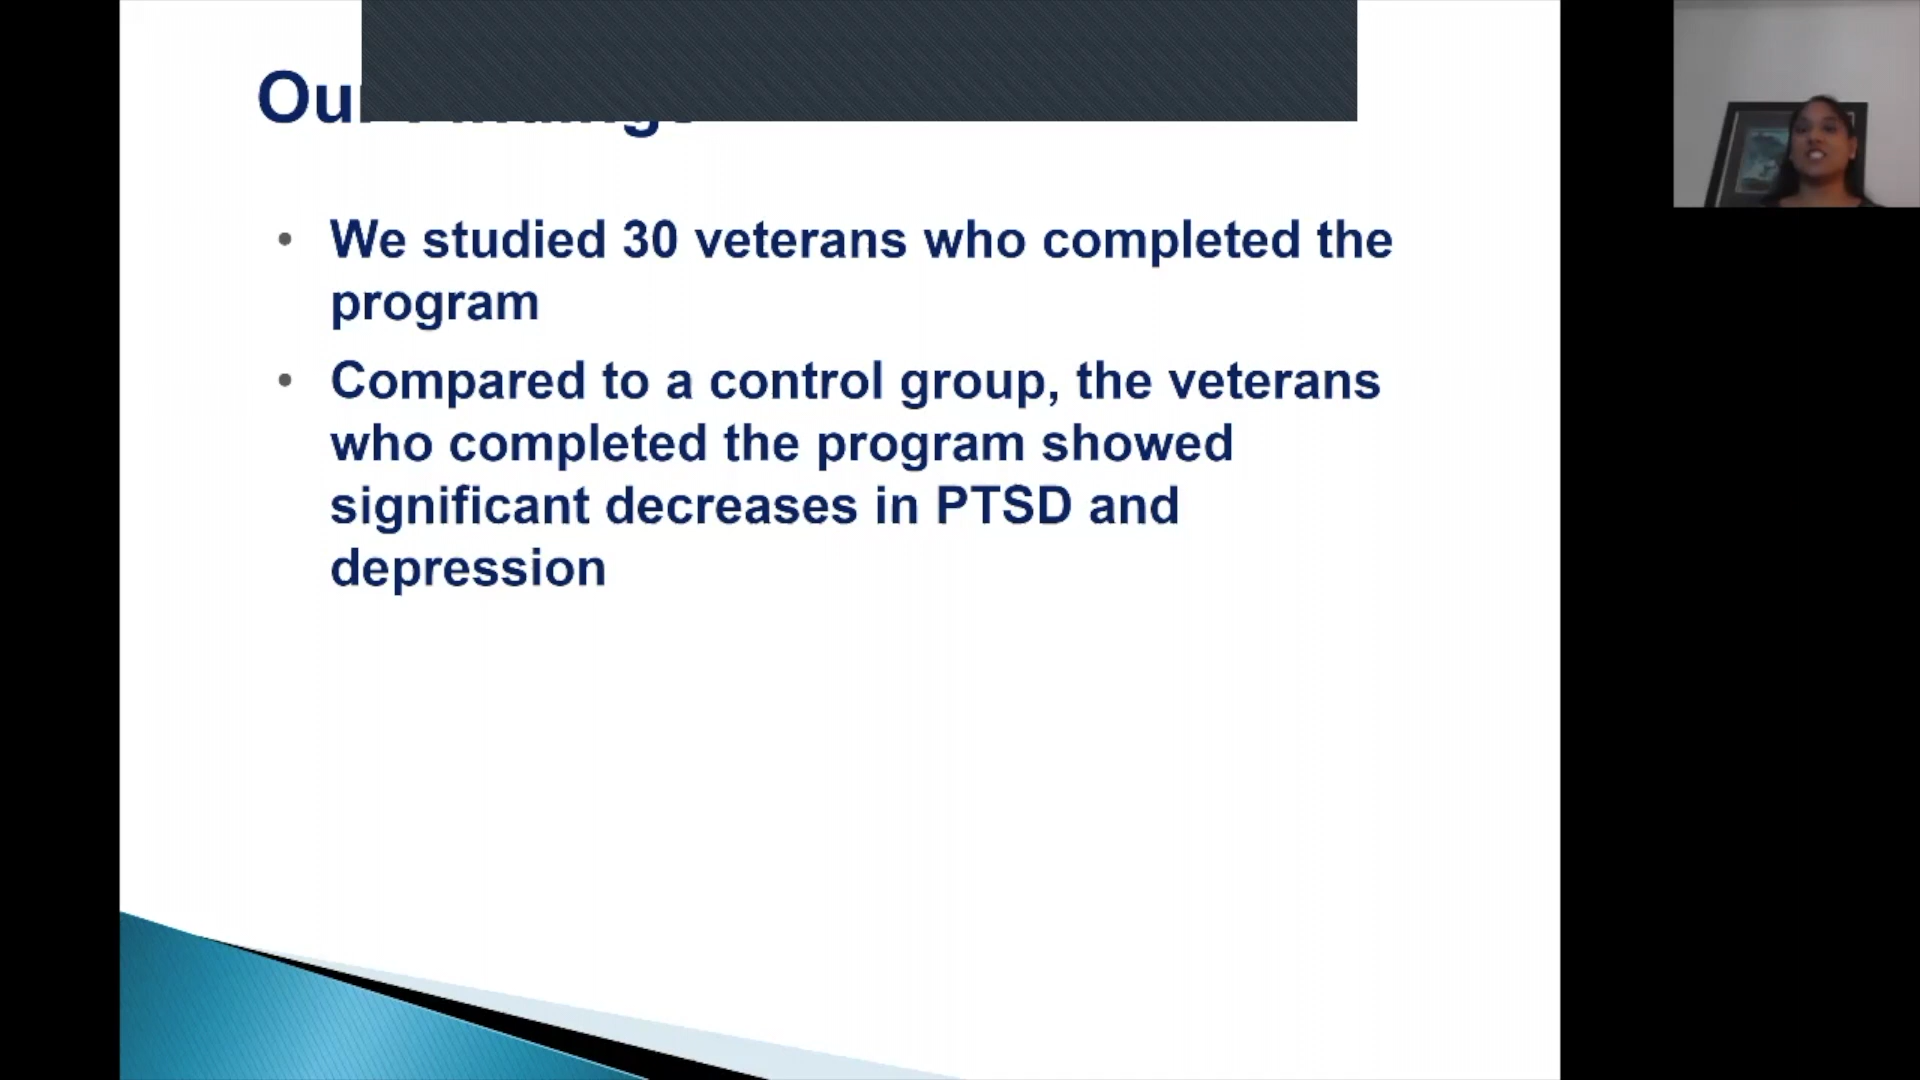 Our
• We studied 30 veterans who completed the
program
• Compared to a control group, the veterans
who completed the program showed
significant decreases in PTSD and
depression